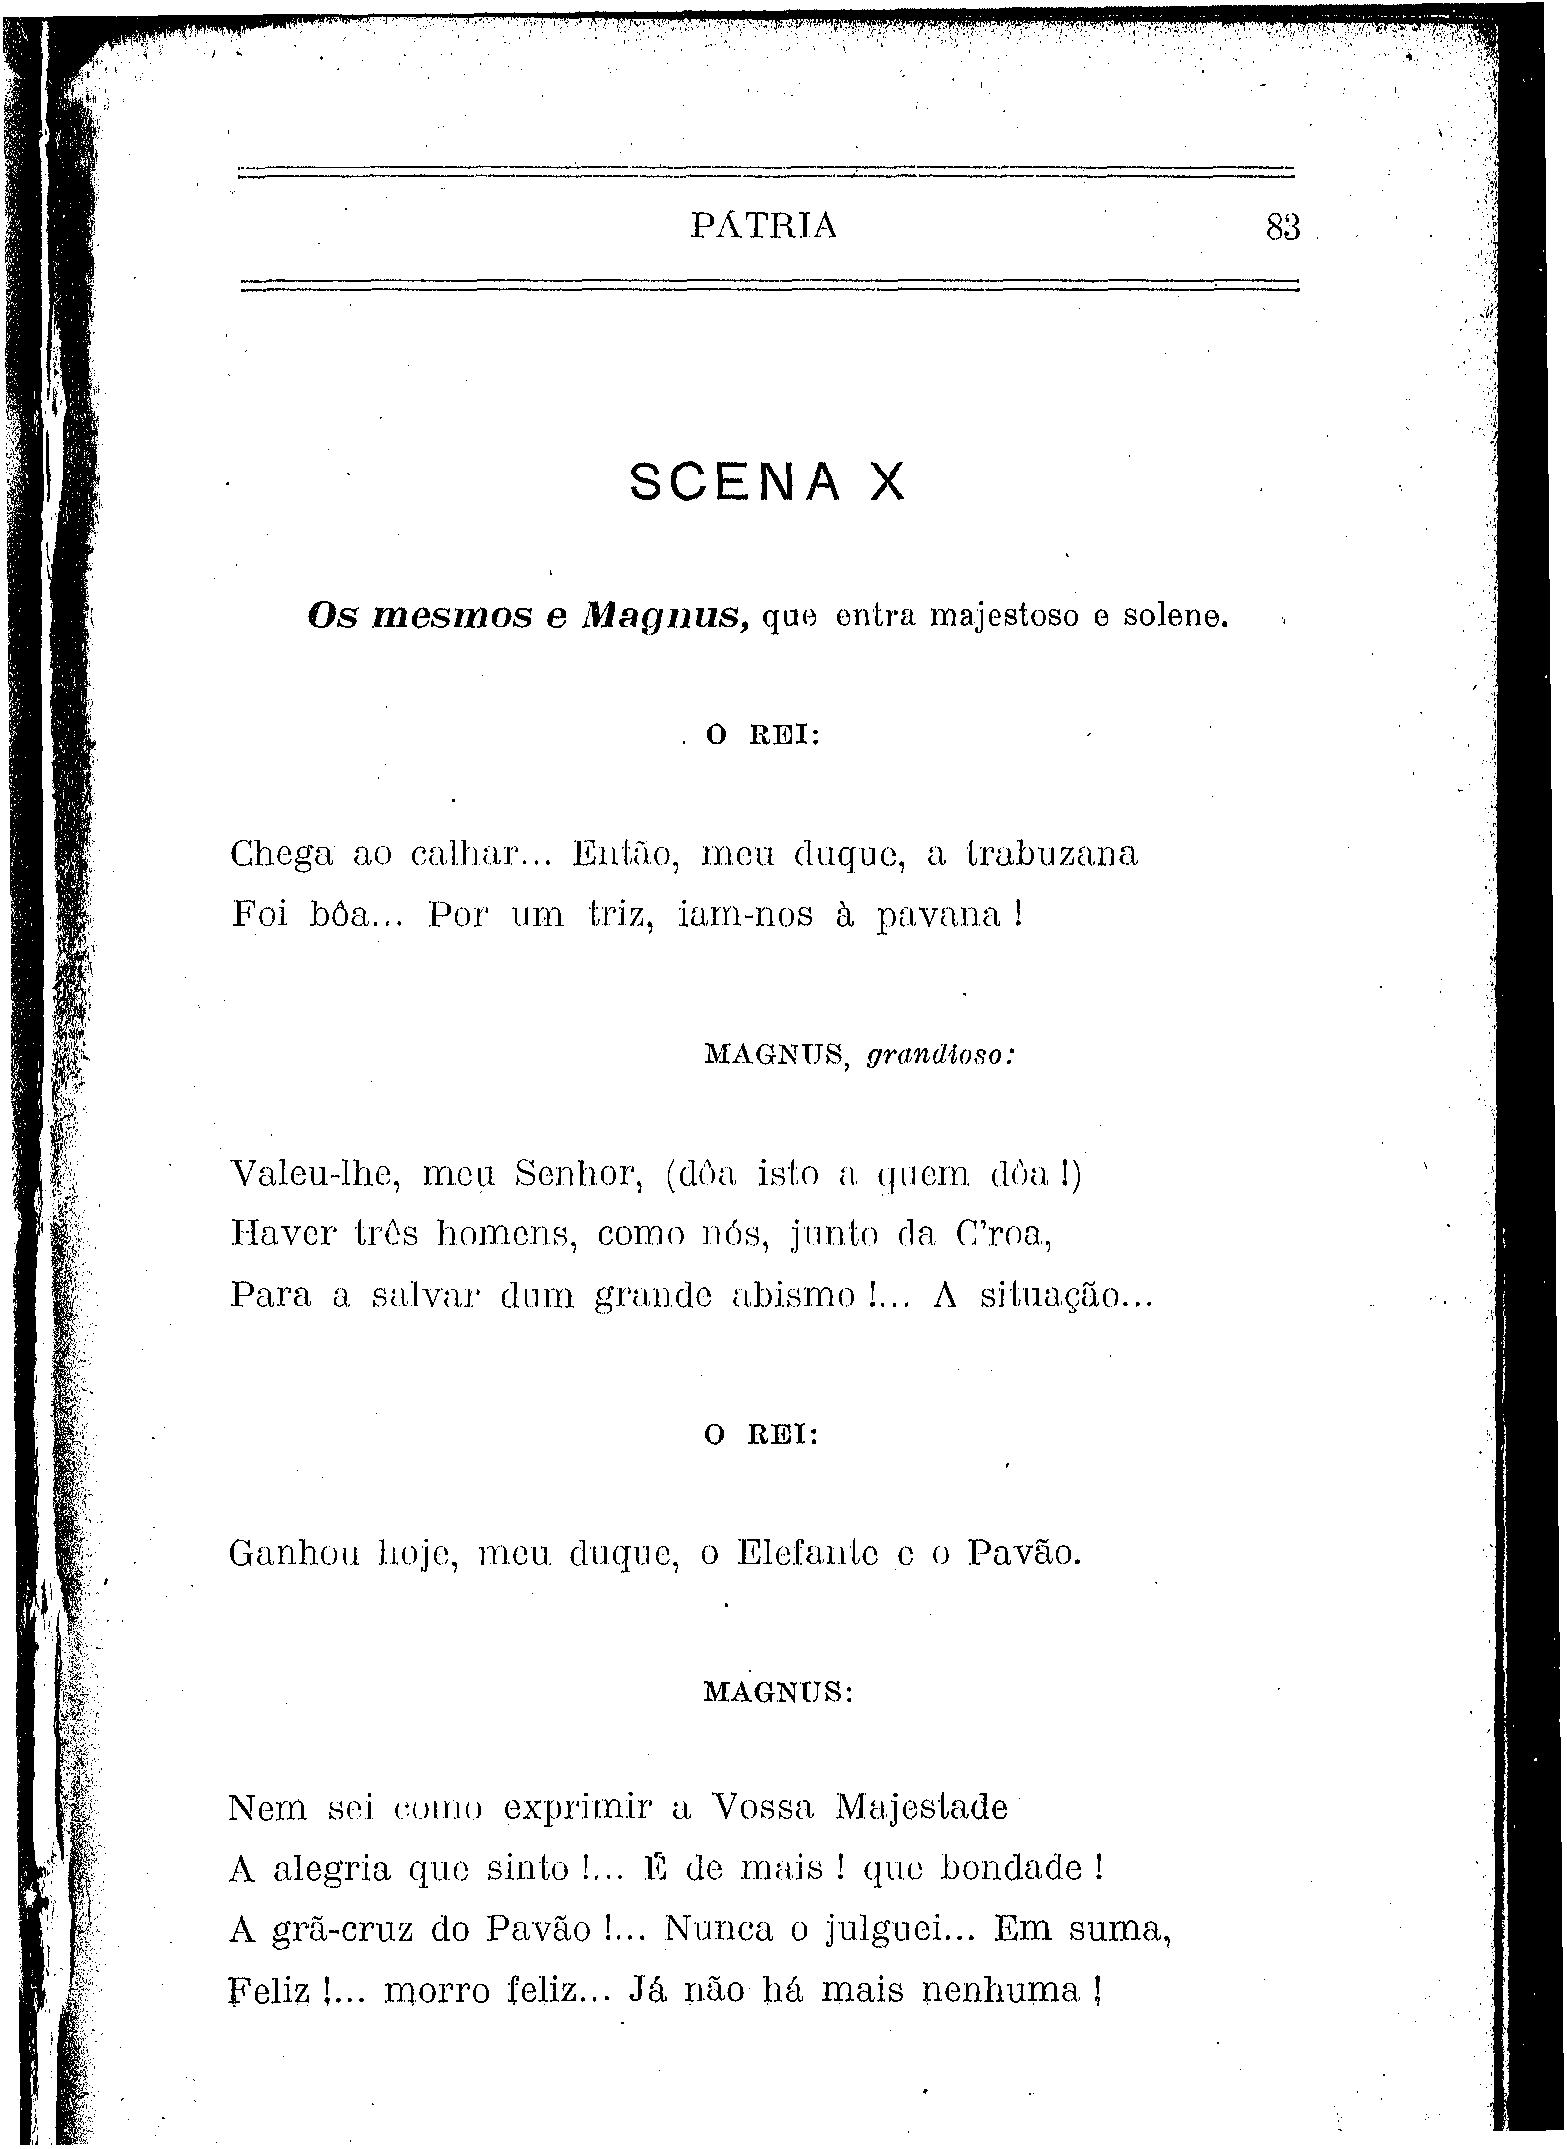 PÁTRIA 83
SCENA X
Os mesmos e Magnus, que entra majestoso e solene.
O REI:
Chega ao calhar... Então, meu duque, a trabuzana
Foi bôa... Por um triz, iam-nos à pavana !
MAGNUS, grandioso:
Valeu-lhe, meu Senhor, (dôa isto a quem dôa !)
Haver três homens, como nós, junto da C'roa,
Para a salvar dum grande abismo !... A situação...
O REI:
Ganhou hoje, meu duque, o Elefante e o Pavão.
MAGNUS:
Nem sei como exprimir a Vossa Majestade
A alegria que sinto !... É de mais ! que bondade !
A grã-cruz do Pavão !... Nunca o julguei... Em suma,
Feliz !... morro feliz... Já não há mais nenhuma !